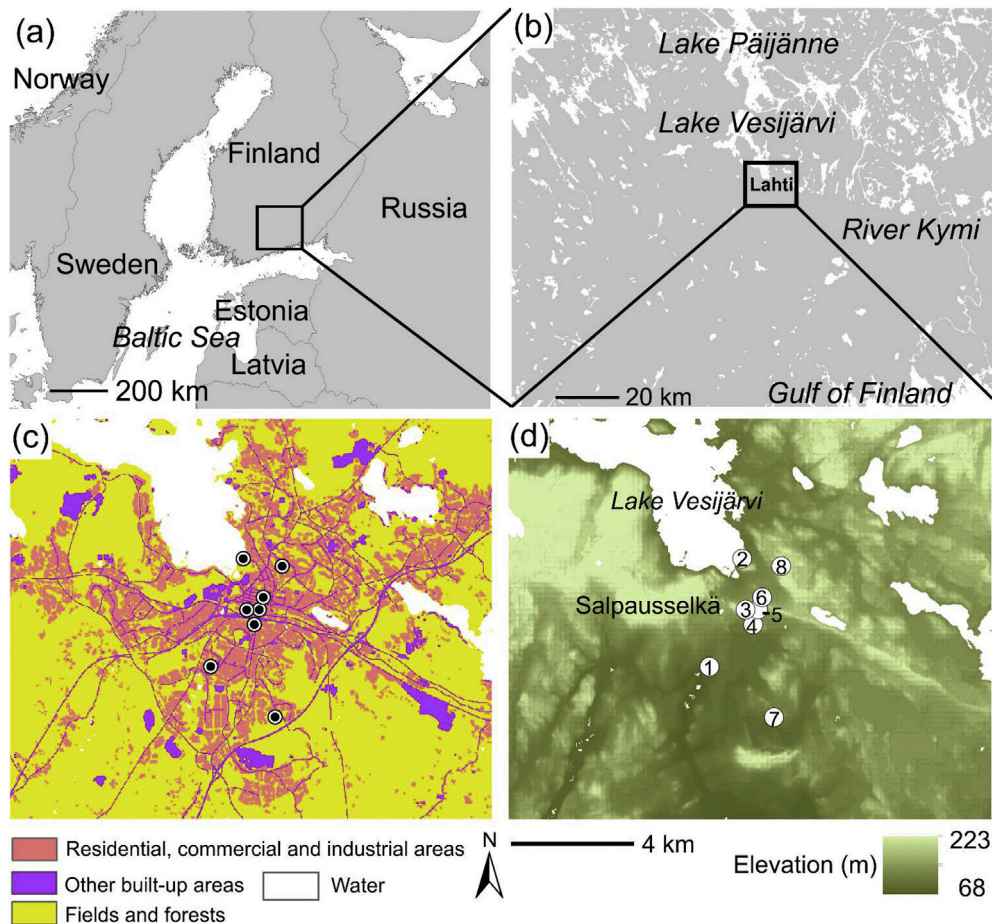 (a)
Norway
Finland
Russia
Sweden
Estonia
Baltic Sea
Latvia
200 km
(b)
Lake Päijänne
Lake Vesijärvi
Lahti
River Kymi
20 km
Gulf of Finland
(c)
(d)
Lake Vesijärvi
2
8
6
Salpausselkä
3
5
4
1
7
Residential, commercial and industrial areas
Other built-up areas
Water
Fields and forests
N
4 km
Elevation (m)
223
68